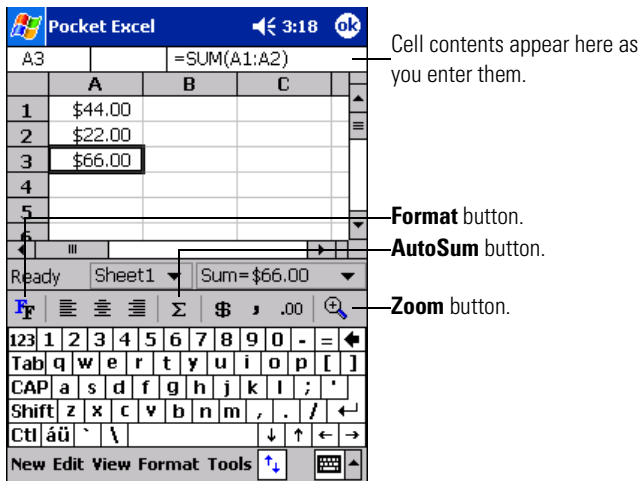 Pocket Excel 3:18 ok
Cell contents appear here as
you enter them.
A3 =SUM(A1:A2)
A B C
1 $44.00
2 $22.00
3 $66.00
4
5
6
Format button.
AutoSum button.
Ready Sheet1 Sum=$66.00
FF Σ $ , .00
Zoom button.
123 1 2 3 4 5 6 7 8 9 0 - =
Tab q w e r t y u i o p [ ]
CAP a s d f g h j k l ; '
Shift z x c v b n m , . /
Ctl áü ` \
New Edit View Format Tools